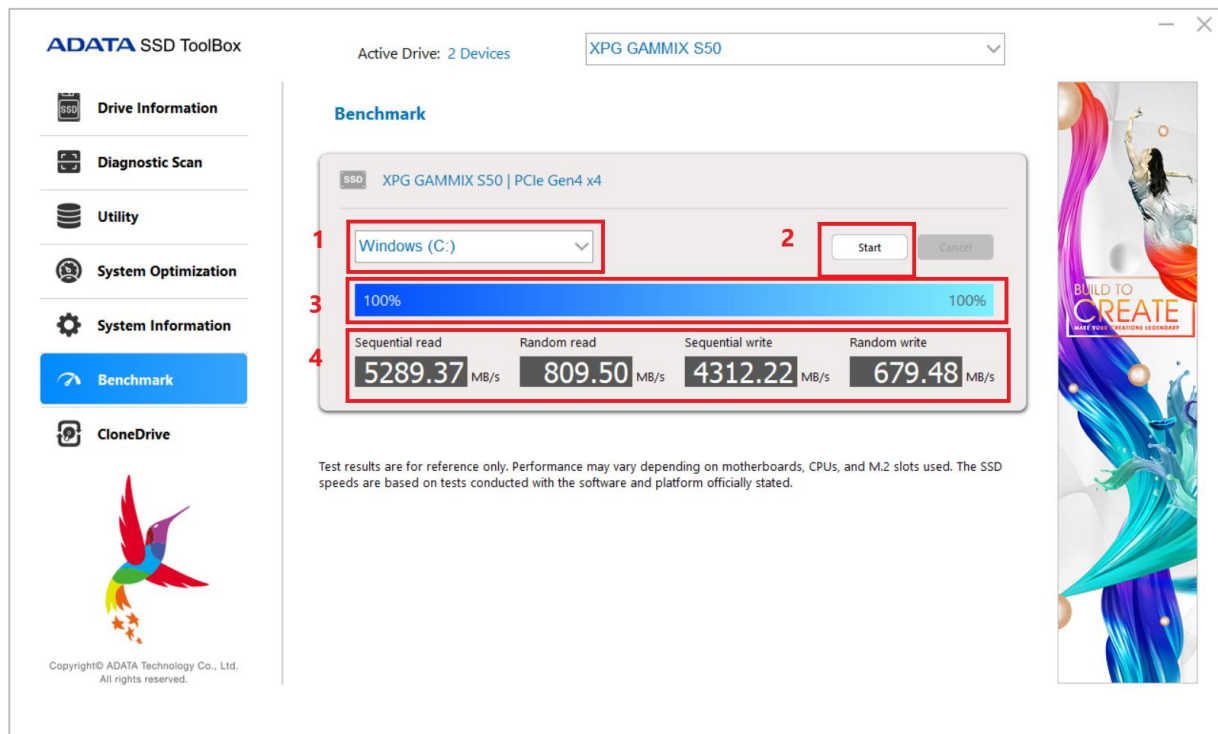 ADATA SSD ToolBox
Active Drive: 2 Devices
XPG GAMMIX S50
SSD Drive Information
Diagnostic Scan
Utility
System Optimization
System Information
Benchmark
CloneDrive
Copyright© ADATA Technology Co., Ltd.
All rights reserved.
Benchmark
SSD XPG GAMMIX S50 | PCIe Gen4 x4
1 Windows (C:)
2 Start Cancel
3 100% 100%
4 Sequential read Random read Sequential write Random write
5289.37 MB/s 809.50 MB/s 4312.22 MB/s 679.48 MB/s
Test results are for reference only. Performance may vary depending on motherboards, CPUs, and M.2 slots used. The SSD
speeds are based on tests conducted with the software and platform officially stated.
BUILD TO
CREATE
MAKE YOUR CREATIONS LEGENDARY